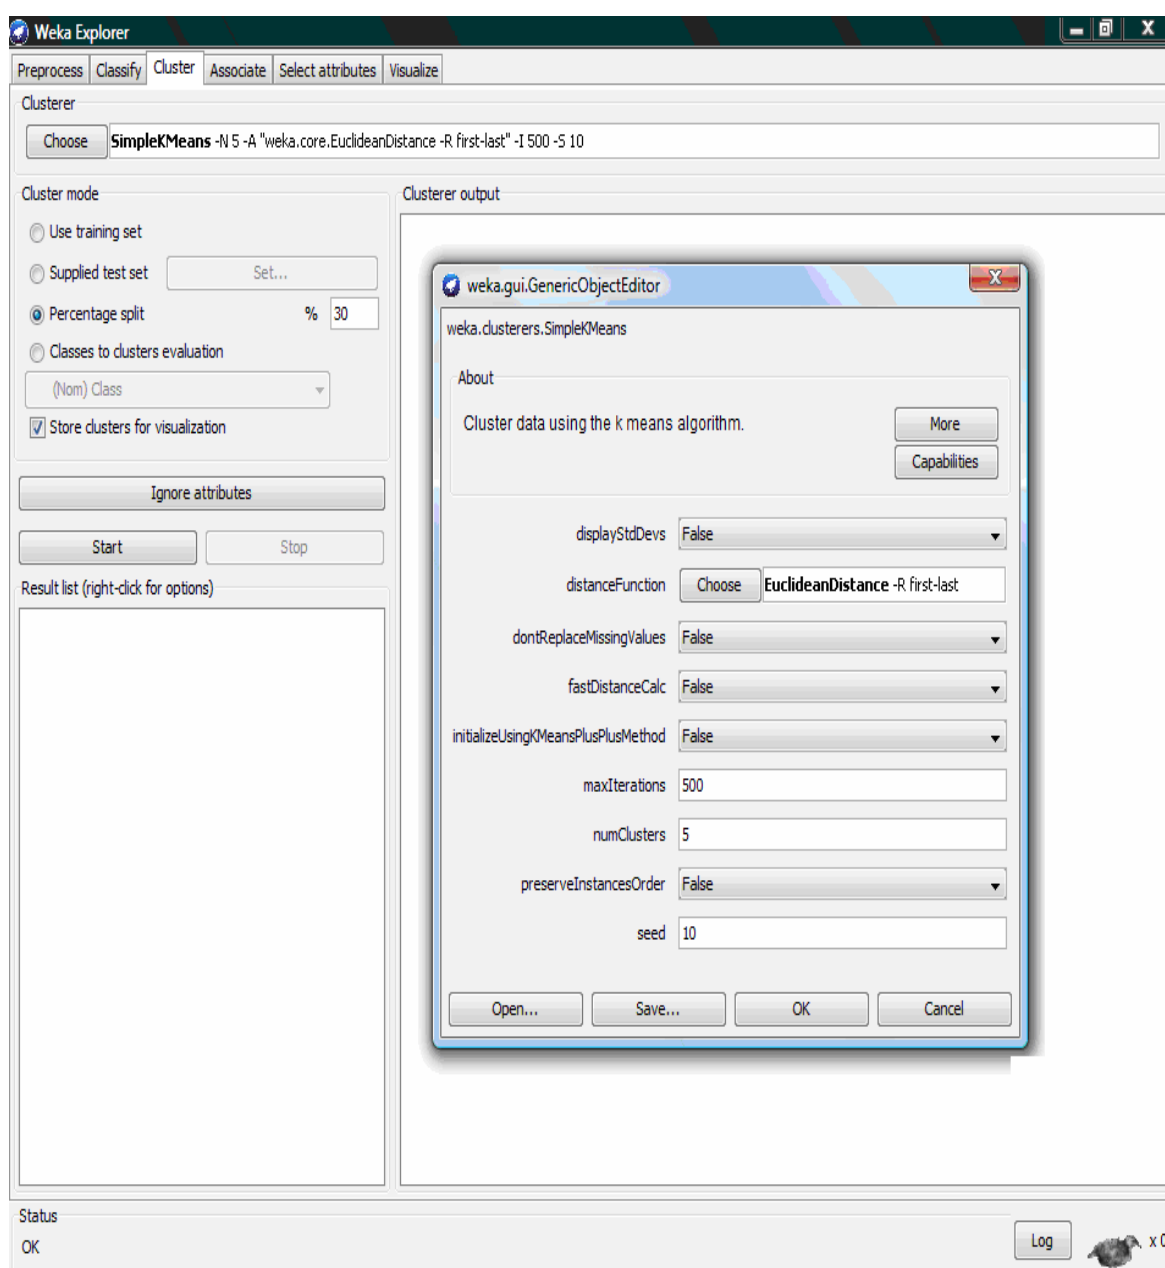 Weka Explorer
Preprocess Classify Cluster Associate Select attributes Visualize
Clusterer
Choose SimpleKMeans -N 5 -A "weka.core.EuclideanDistance -R first-last" -I 500 -S 10
Cluster mode
Use training set
Supplied test set Set...
Percentage split % 30
Classes to clusters evaluation
(Nom) Class
Store clusters for visualization
Ignore attributes
Start Stop
Result list (right-click for options)
Clusterer output
weka.gui.GenericObjectEditor
weka.clusterers.SimpleKMeans
About
Cluster data using the k means algorithm.
More
Capabilities
displayStdDevs False
distanceFunction Choose EuclideanDistance -R first-last
dontReplaceMissingValues False
fastDistanceCalc False
initializeUsingKMeansPlusPlusMethod False
maxIterations 500
numClusters 5
preserveInstancesOrder False
seed 10
Open... Save... OK Cancel
Status
OK
Log x 0